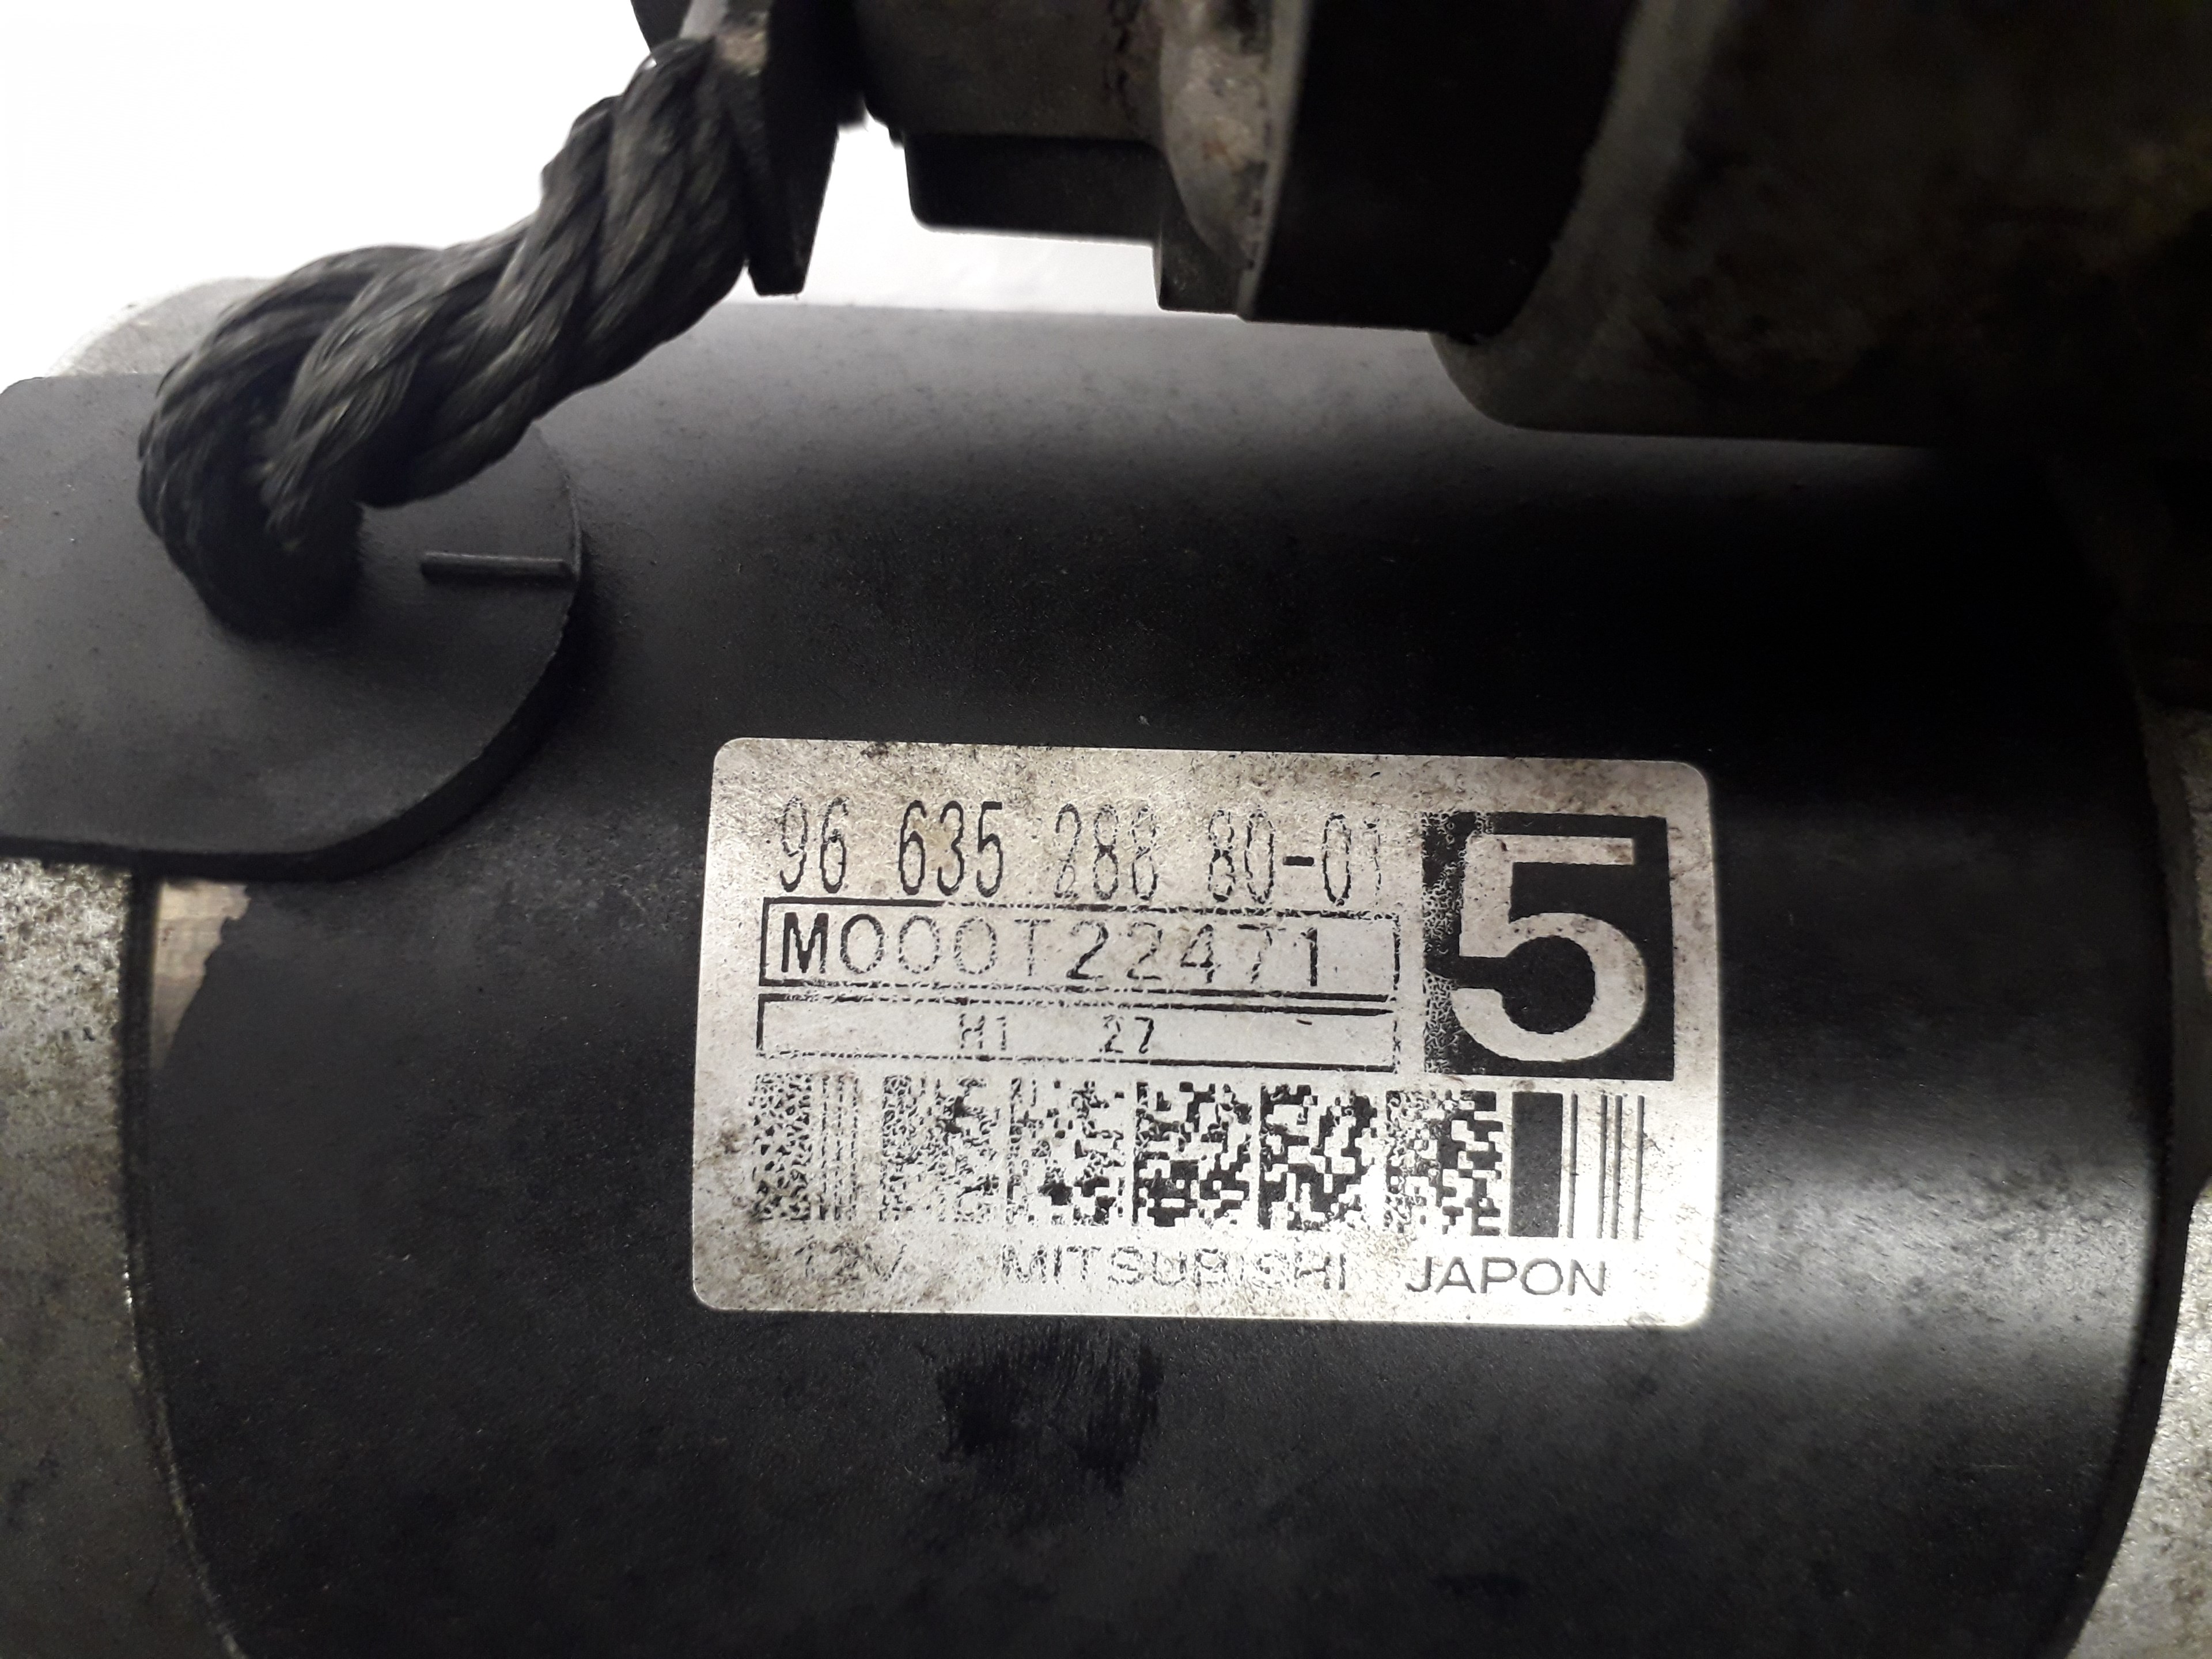 96 635 288 80-01
5
M000T22471
H1 27
12V MITSUBISHI JAPON